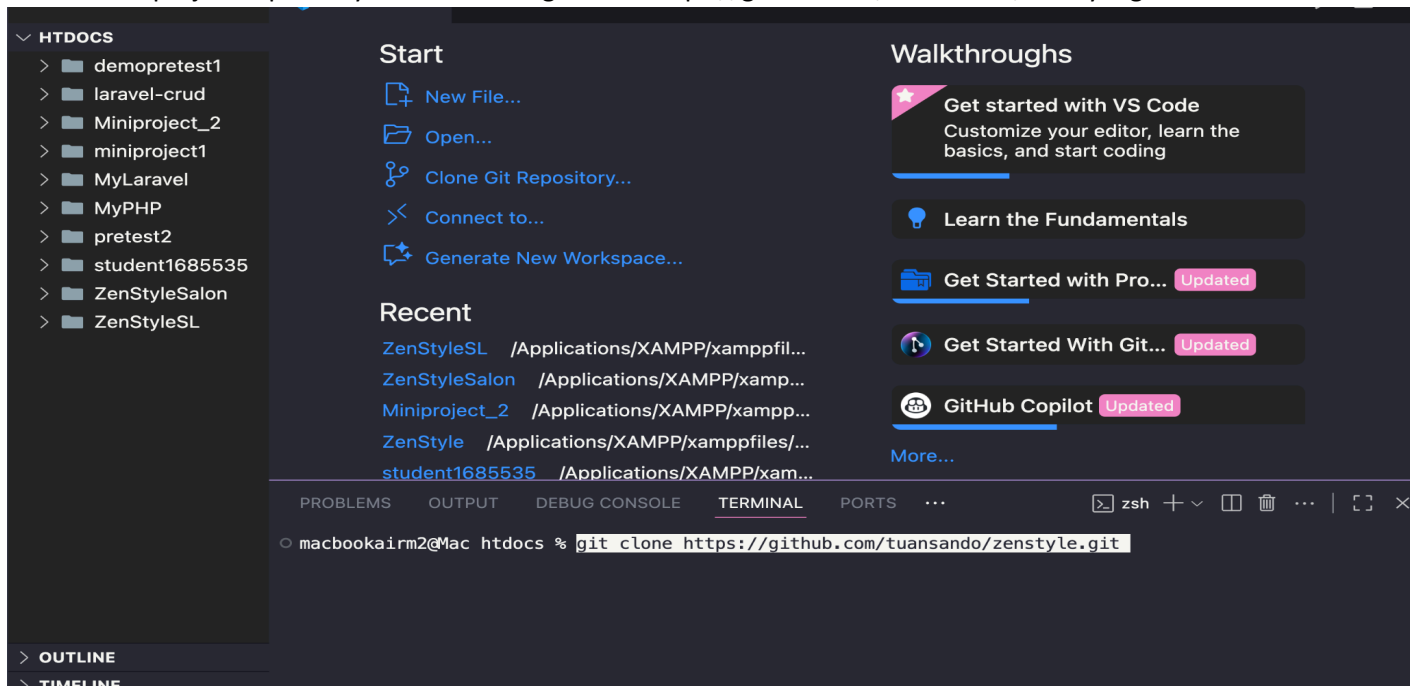 HTDOCS
demopretest1
laravel-crud
Miniproject_2
miniproject1
MyLaravel
MyPHP
pretest2
student1685535
ZenStyleSalon
ZenStyleSL
OUTLINE
TIMELINE
Start
New File...
Open...
Clone Git Repository...
Connect to...
Generate New Workspace...
Recent
ZenStyleSL /Applications/XAMPP/xamppfil...
ZenStyleSalon /Applications/XAMPP/xamp...
Miniproject_2 /Applications/XAMPP/xampp...
ZenStyle /Applications/XAMPP/xamppfiles/...
student1685535 /Applications/XAMPP/xam...
Walkthroughs
Get started with VS Code
Customize your editor, learn the
basics, and start coding
Learn the Fundamentals
Get Started with Pro... Updated
Get Started With Git... Updated
GitHub Copilot Updated
More...
PROBLEMS OUTPUT DEBUG CONSOLE TERMINAL PORTS ... zsh
macbookairm2@Mac htdocs % git clone https://github.com/tuansando/zenstyle.git